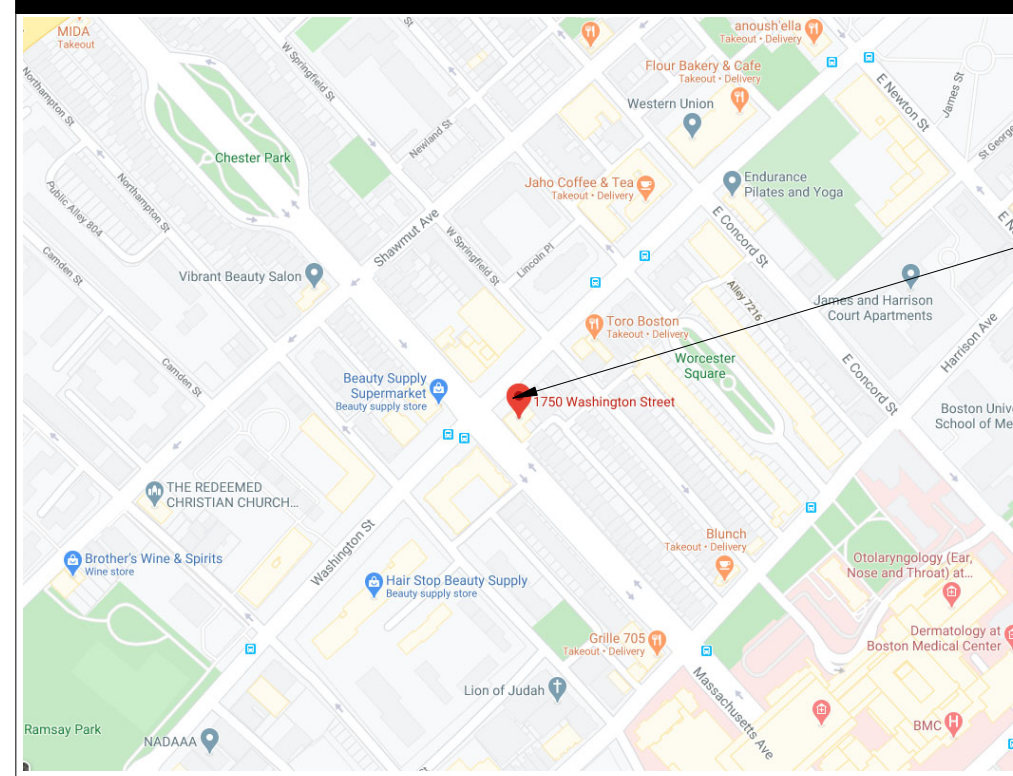 MIDA
Takeout
St
anoush'ella
Takeout • Delivery
W Springfield St
Flour Bakery & Cafe
Takeout • Delivery
Northampton St
E Newton St
James St
Western Union
Newland St
St George
Chester Park
Jaho Coffee & Tea
Takeout • Delivery
Endurance
Pilates and Yoga
Public Alley 804
Northampton St
Shawmut Ave
E Concord St
W Springfield St
Lincoln Pl
Camden St
Vibrant Beauty Salon
Alley 7216
James and Harrison
Court Apartments
Toro Boston
Takeout • Delivery
Harrison Ave
Worcester
Square
Camden St
Beauty Supply
Supermarket
Beauty supply store
E Concord St
1750 Washington Street
Boston Unive
School of Me
THE REDEEMED
CHRISTIAN CHURCH...
Washington St
Blunch
Takeout • Delivery
Brother's Wine & Spirits
Wine store
Otolaryngology (Ear,
Nose and Throat) at...
Hair Stop Beauty Supply
Beauty supply store
Grille 705
Takeout • Delivery
Dermatology at
Boston Medical Center
Lion of Judah
Massachusetts Ave
Ramsay Park
NADAAA
BMC
H